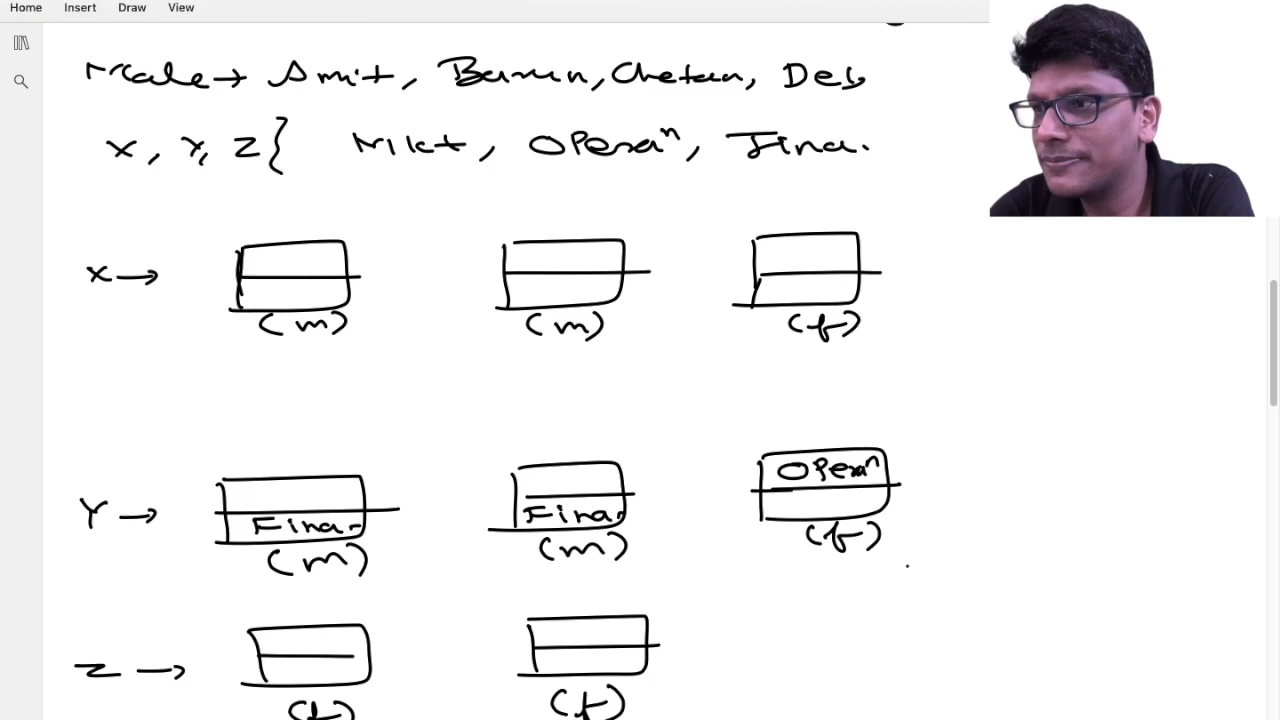 Home Insert Draw View
Male → Amit, Barun, Chetan, Deb
X, Y, Z { Mkt, Operaⁿ, Fina.
X →
(m) (m) (f)
Operaⁿ
Y →
Fina. Fina.
(m) (m) (f)
Z →
(f) (f)